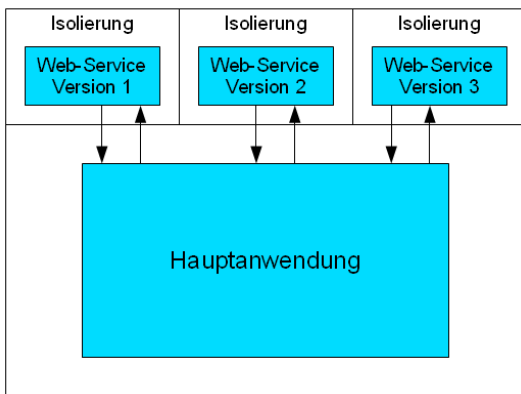 Isolierung
Web-Service
Version 1
Isolierung
Web-Service
Version 2
Isolierung
Web-Service
Version 3
Hauptanwendung